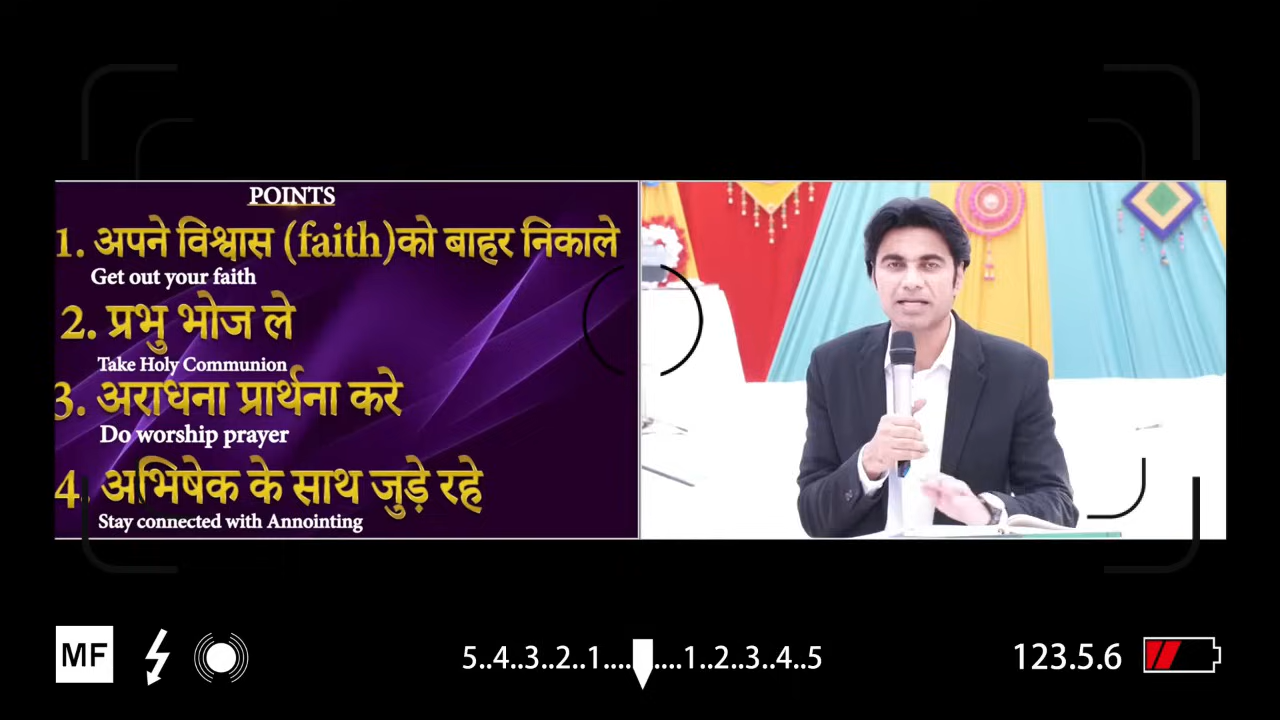 POINTS
1. अपने विश्वास (faith)को बाहर निकाले
Get out your faith
2. प्रभु भोज ले
Take Holy Communion
3. अराधना प्रार्थना करे
Do worship prayer
4. अभिषेक के साथ जुड़े रहे
Stay connected with Annointing
MF
5..4..3..2..1.... ....1..2..3..4..5
123.5.6